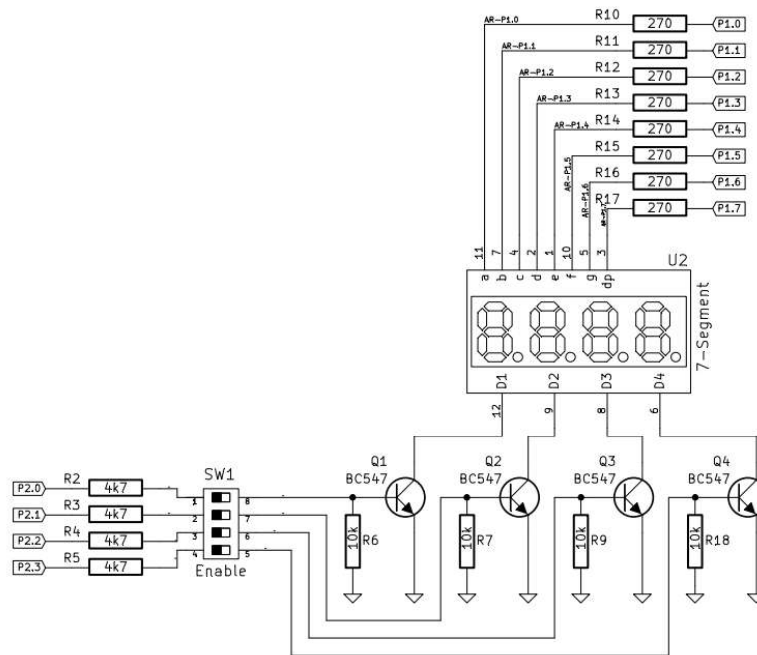 AR-P1.0 R10 270 P1.0
AR-P1.1 R11 270 P1.1
AR-P1.2 R12 270 P1.2
AR-P1.3 R13 270 P1.3
AR-P1.4 R14 270 P1.4
AR-P1.5 R15 270 P1.5
AR-P1.6 R16 270 P1.6
R17 270 P1.7
11 7 4 2 1 10 5 3
U2
a b c d e f g dp
7-Segment
D1 D2 D3 D4
12 9 8 6
Q1 Q2 Q3 Q4
BC547 BC547 BC547 BC547
SW1
P2.0 R2 4k7 1 8
P2.1 R3 4k7 2 7
P2.2 R4 4k7 3 6
P2.3 R5 4k7 4 5
Enable
10k R6 10k R7 10k R9 10k R18